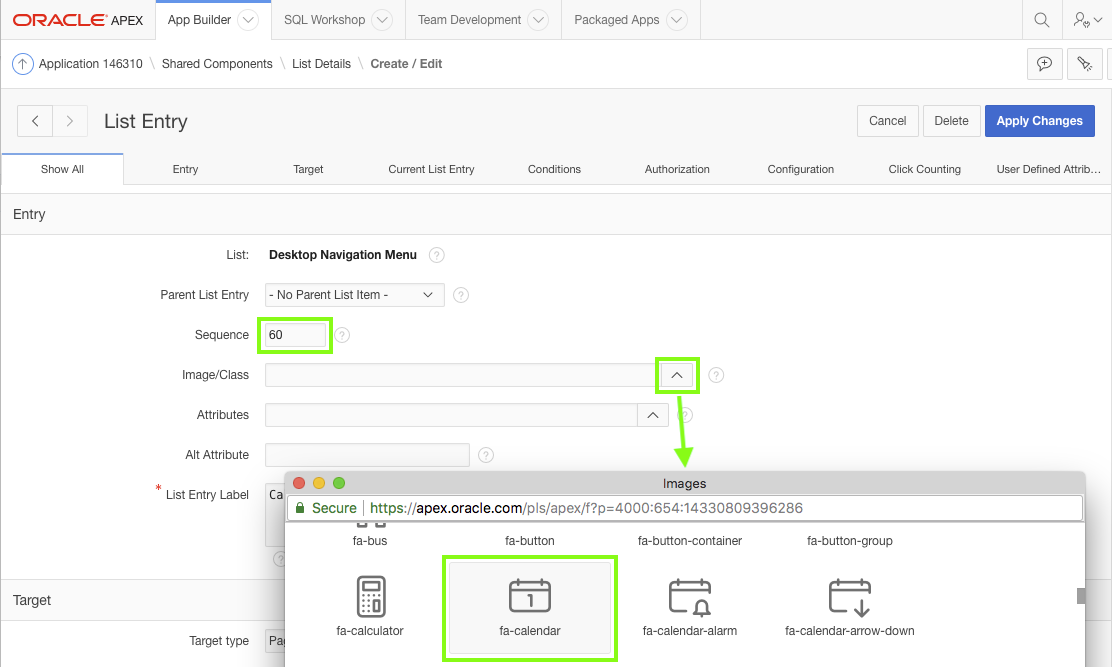 ORACLE APEX App Builder SQL Workshop Team Development Packaged Apps
Application 146310 \ Shared Components \ List Details \ Create / Edit
List Entry Cancel Delete Apply Changes
Show All Entry Target Current List Entry Conditions Authorization Configuration Click Counting User Defined Attrib...
Entry
List: Desktop Navigation Menu ?
Parent List Entry - No Parent List Item - ?
Sequence 60 ?
Image/Class ?
Attributes ?
Alt Attribute ?
* List Entry Label Ca
?
Target
Target type Pag
Images
Secure https://apex.oracle.com/pls/apex/f?p=4000:654:14330809396286
fa-bus fa-button fa-button-container fa-button-group
1
fa-calculator fa-calendar fa-calendar-alarm fa-calendar-arrow-down